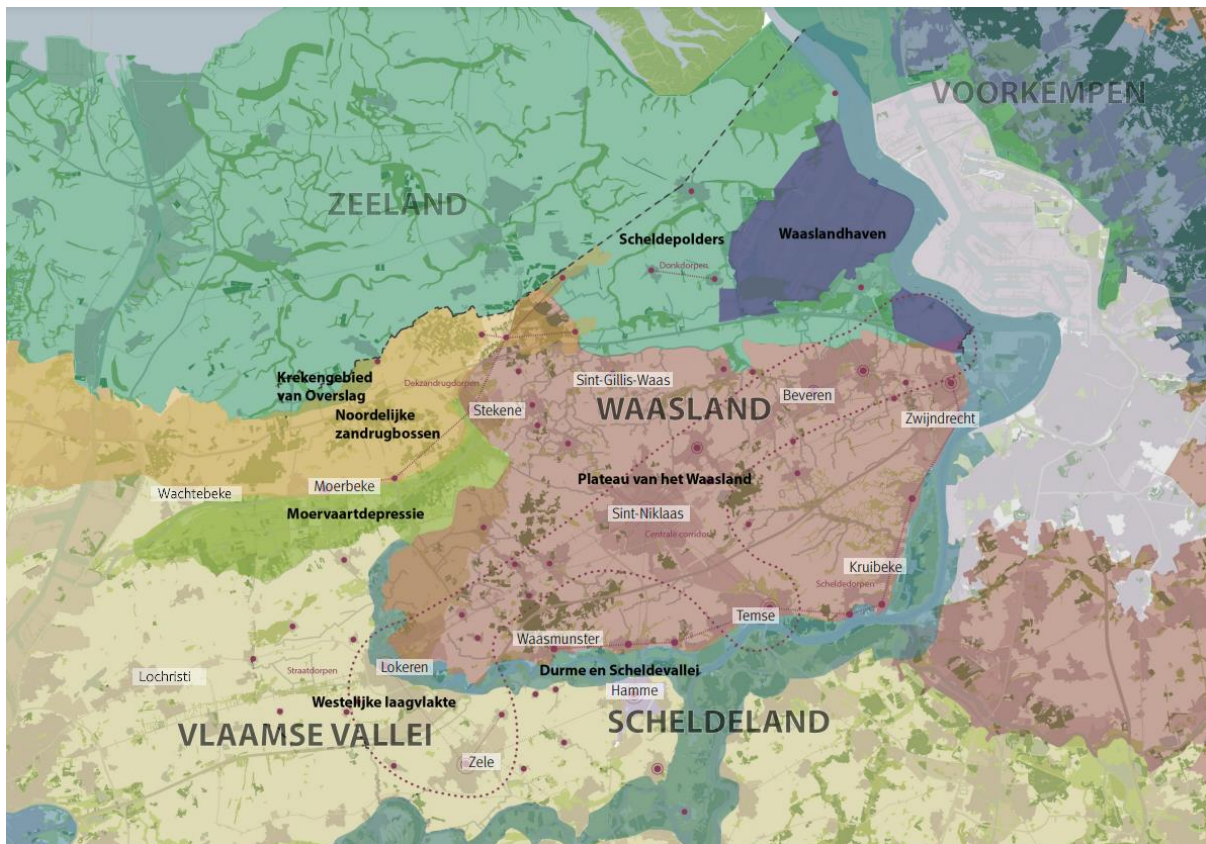 VOORKEMPEN
ZEELAND
Scheldepolders
Waaslandhaven
Donkdorpen
Krekengebied
van Overslag
Dekzandrugdorpen
Sint-Gillis-Waas
Beveren
Noordelijke
zandrugbossen
Stekene
WAASLAND
Zwijndrecht
Plateau van het Waasland
Wachtebeke
Moerbeke
Moervaartdepressie
Sint-Niklaas
Centrale corridor
Kruibeke
Scheldedorpen
Temse
Waasmunster
Lokeren
Durme en Scheldevallei
Lochristi
Straatdorpen
Hamme
Westelijke laagvlakte
VLAAMSE VALLEI
SCHELDELAND
Zele